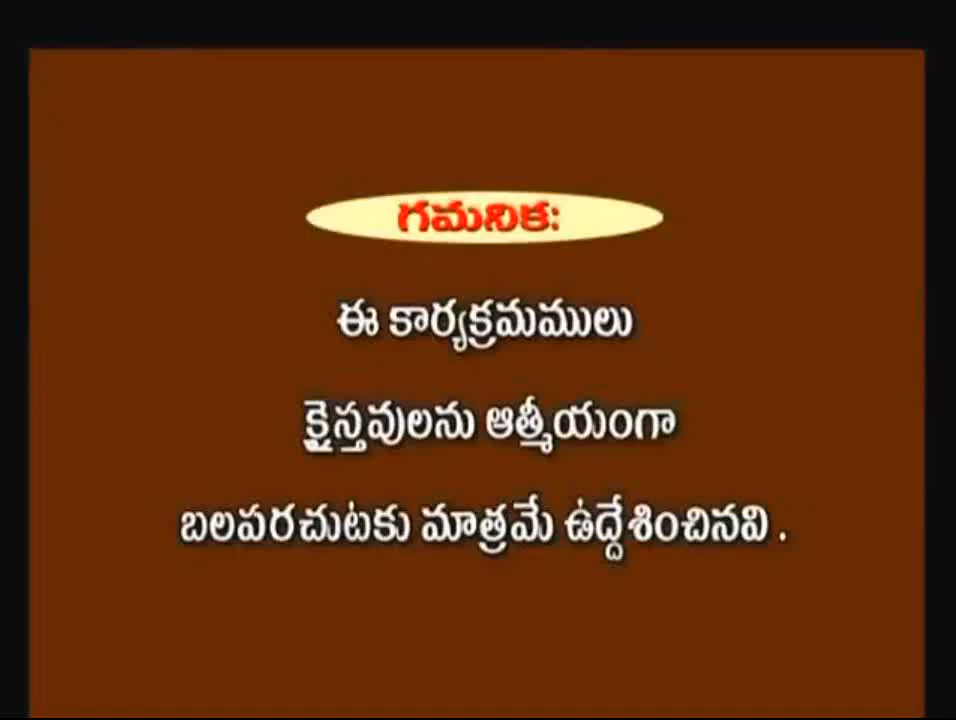 గమనిక:
ఈ కార్యక్రమములు
క్రైస్తవులను ఆత్మీయంగా
బలపరచుటకు మాత్రమే ఉద్దేశించినవి .